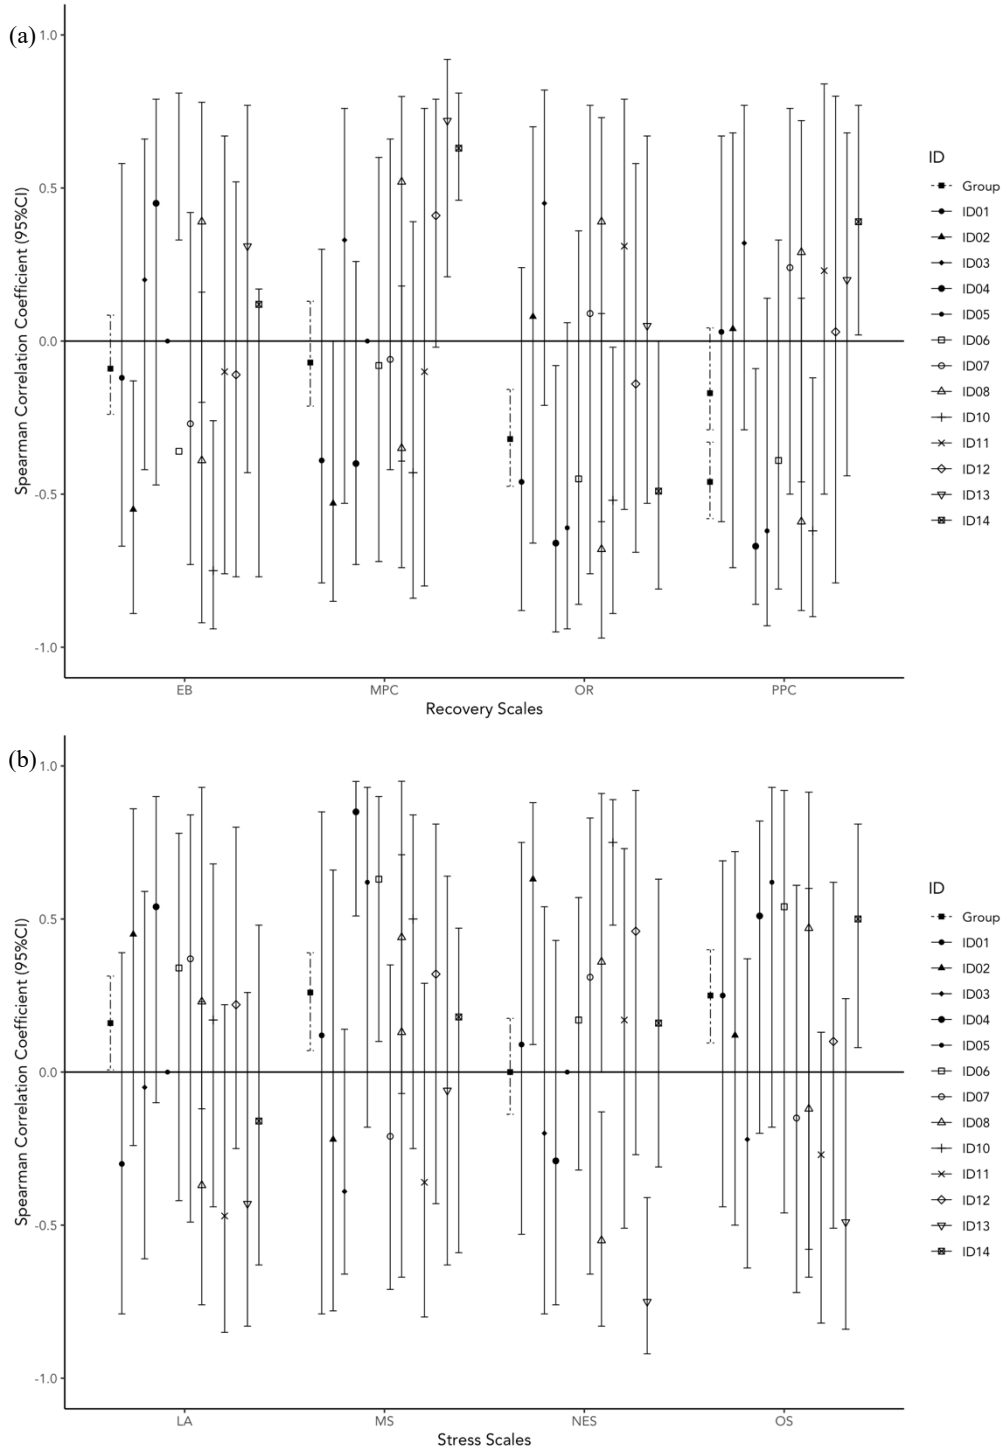 (a)
Spearman Correlation Coefficient (95%CI)
1.0
0.5
0.0
-0.5
-1.0
EB MPC OR PPC
Recovery Scales
ID
Group
ID01
ID02
ID03
ID04
ID05
ID06
ID07
ID08
ID10
ID11
ID12
ID13
ID14
(b)
Spearman Correlation Coefficient (95%CI)
1.0
0.5
0.0
-0.5
-1.0
LA MS NES OS
Stress Scales
ID
Group
ID01
ID02
ID03
ID04
ID05
ID06
ID07
ID08
ID10
ID11
ID12
ID13
ID14